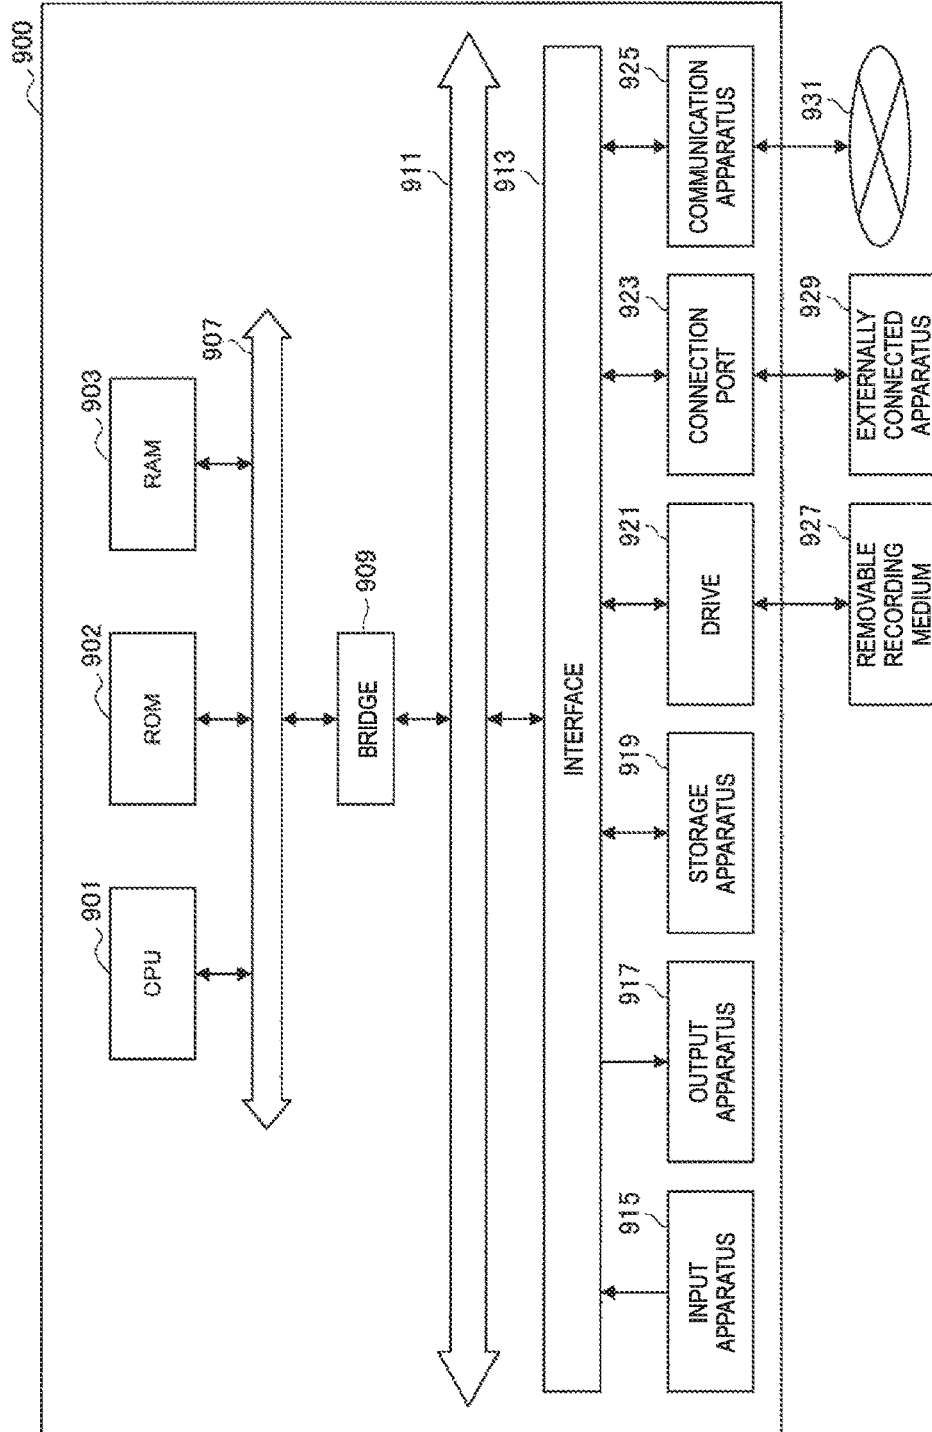 900
901
CPU
902
ROM
903
RAM
907
909
BRIDGE
911
913
INTERFACE
915
INPUT
APPARATUS
917
OUTPUT
APPARATUS
919
STORAGE
APPARATUS
921
DRIVE
923
CONNECTION
PORT
925
COMMUNICATION
APPARATUS
927
REMOVABLE
RECORDING
MEDIUM
929
EXTERNALLY
CONNECTED
APPARATUS
931